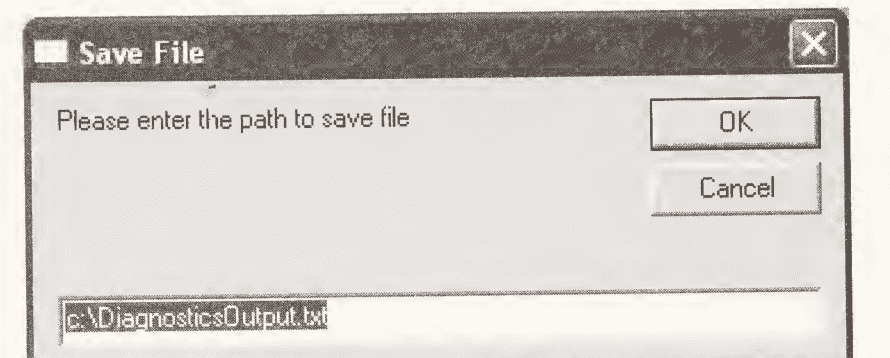 Save File
Please enter the path to save file
OK
Cancel
c:\DiagnosticsOutput.txt